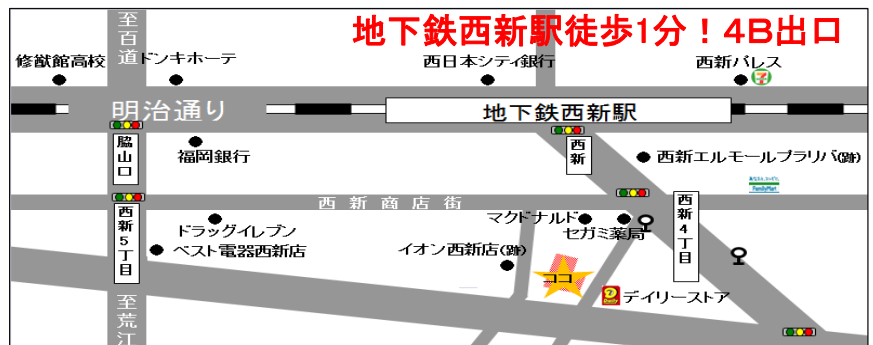 地下鉄西新駅徒歩1分！4B出口
至百道
修猷館高校
ドンキホーテ
西日本シティ銀行
西新パレス
明治通り
地下鉄西新駅
脇山口
福岡銀行
西新
西新エルモールプラリバ(跡)
FamilyMart
西新商店街
西新5丁目
西新4丁目
ドラッグイレブン
マクドナルド
セガミ薬局
ベスト電器西新店
イオン西新店(跡)
ココ
デイリーストア
至荒江